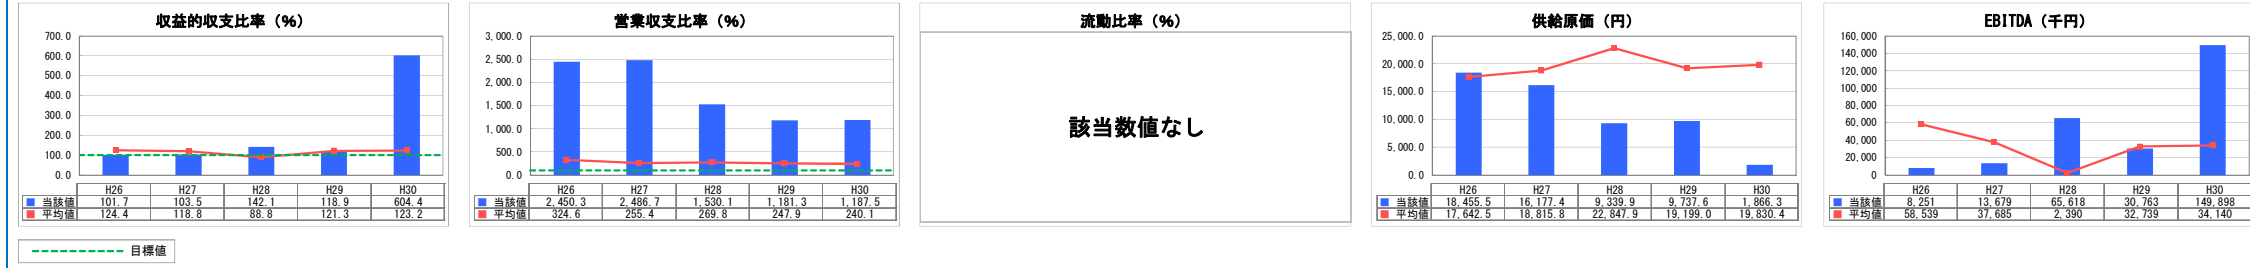 収益的収支比率（％）
700.0
600.0
500.0
400.0
300.0
200.0
100.0
0.0
H26 H27 H28 H29 H30
当該値 101.7 103.5 142.1 118.9 604.4
平均値 124.4 118.8 88.8 121.3 123.2
営業収支比率（％）
3,000.0
2,500.0
2,000.0
1,500.0
1,000.0
500.0
0.0
H26 H27 H28 H29 H30
当該値 2,450.3 2,486.7 1,530.1 1,181.3 1,187.5
平均値 324.6 255.4 269.8 247.9 240.1
流動比率（％）
該当数値なし
供給原価（円）
25,000.0
20,000.0
15,000.0
10,000.0
5,000.0
0.0
H26 H27 H28 H29 H30
当該値 18,455.5 16,177.4 9,339.9 9,737.6 1,866.3
平均値 17,642.5 18,815.8 22,847.9 19,199.0 19,830.4
EBITDA（千円）
160,000
140,000
120,000
100,000
80,000
60,000
40,000
20,000
0
H26 H27 H28 H29 H30
当該値 8,251 13,679 65,618 30,763 149,898
平均値 58,539 37,685 2,390 32,739 34,140
目標値